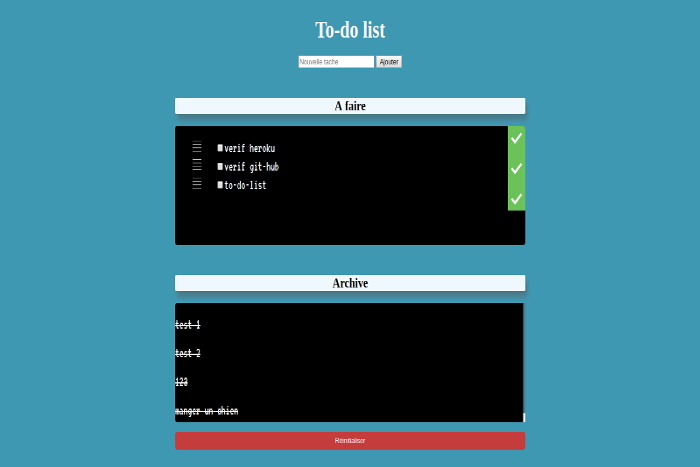 To-do list
Nouvelle tache Ajouter
A faire
verif heroku
verif git-hub
to-do-list
Archive
test 1
test 2
123
manger un chien
Réinitialiser